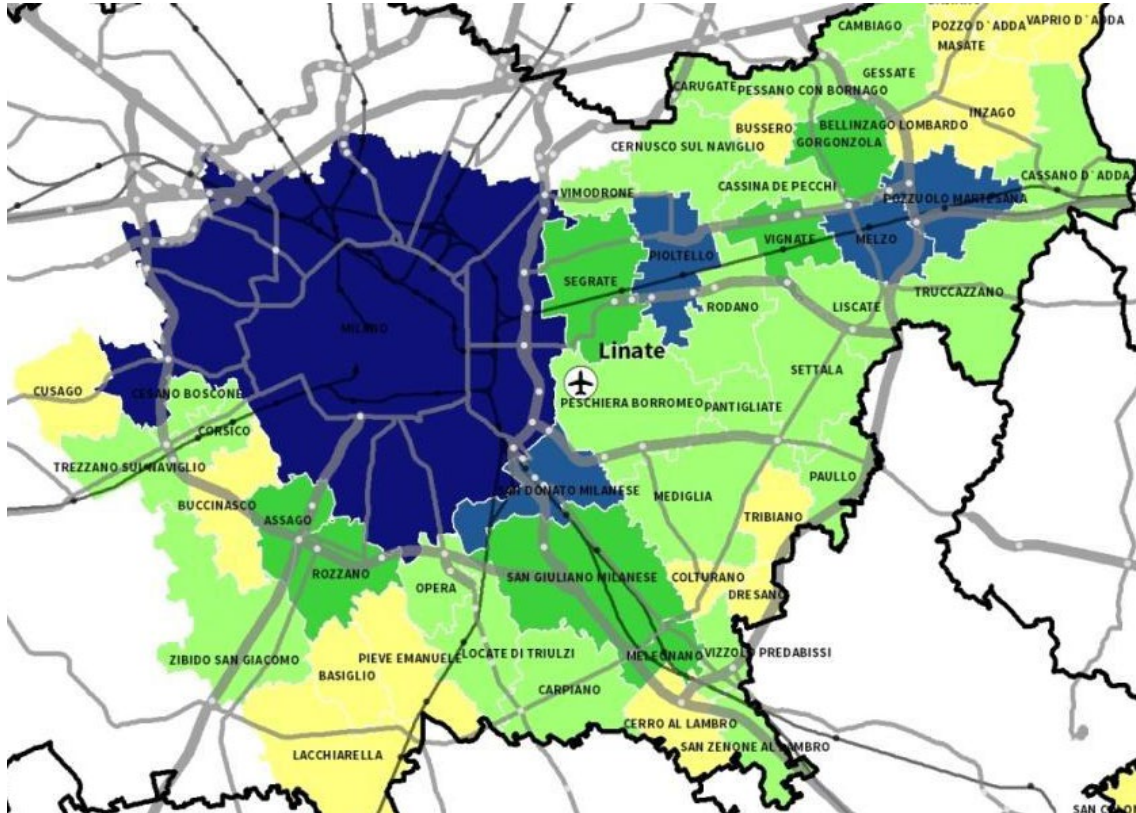 CAMBIAGO
POZZO D`ADDA
VAPRIO D`ADDA
MASATE
GESSATE
CARUGATE
PESSANO CON BORNAGO
INZAGO
BUSSERO
BELLINZAGO LOMBARDO
GORGONZOLA
CERNUSCO SUL NAVIGLIO
CASSANO D`ADDA
VIMODRONE
CASSINA DE PECCHI
POZZUOLO MARTESANA
VIGNATE
MELZO
PIOLTELLO
SEGRATE
TRUCCAZZANO
RODANO
LISCATE
MILANO
Linate
SETTALA
CUSAGO
CESANO BOSCONE
PESCHIERA BORROMEO
PANTIGLIATE
CORSICO
TREZZANO SUL NAVIGLIO
PAULLO
SAN DONATO MILANESE
MEDIGLIA
BUCCINASCO
ASSAGO
TRIBIANO
ROZZANO
SAN GIULIANO MILANESE
COLTURANO
OPERA
DRESANO
ZIBIDO SAN GIACOMO
PIEVE EMANUELE
LOCATE DI TRIULZI
MELEGNANO
VIZZOLO PREDABISSI
BASIGLIO
CARPIANO
CERRO AL LAMBRO
SAN ZENONE AL LAMBRO
LACCHIARELLA